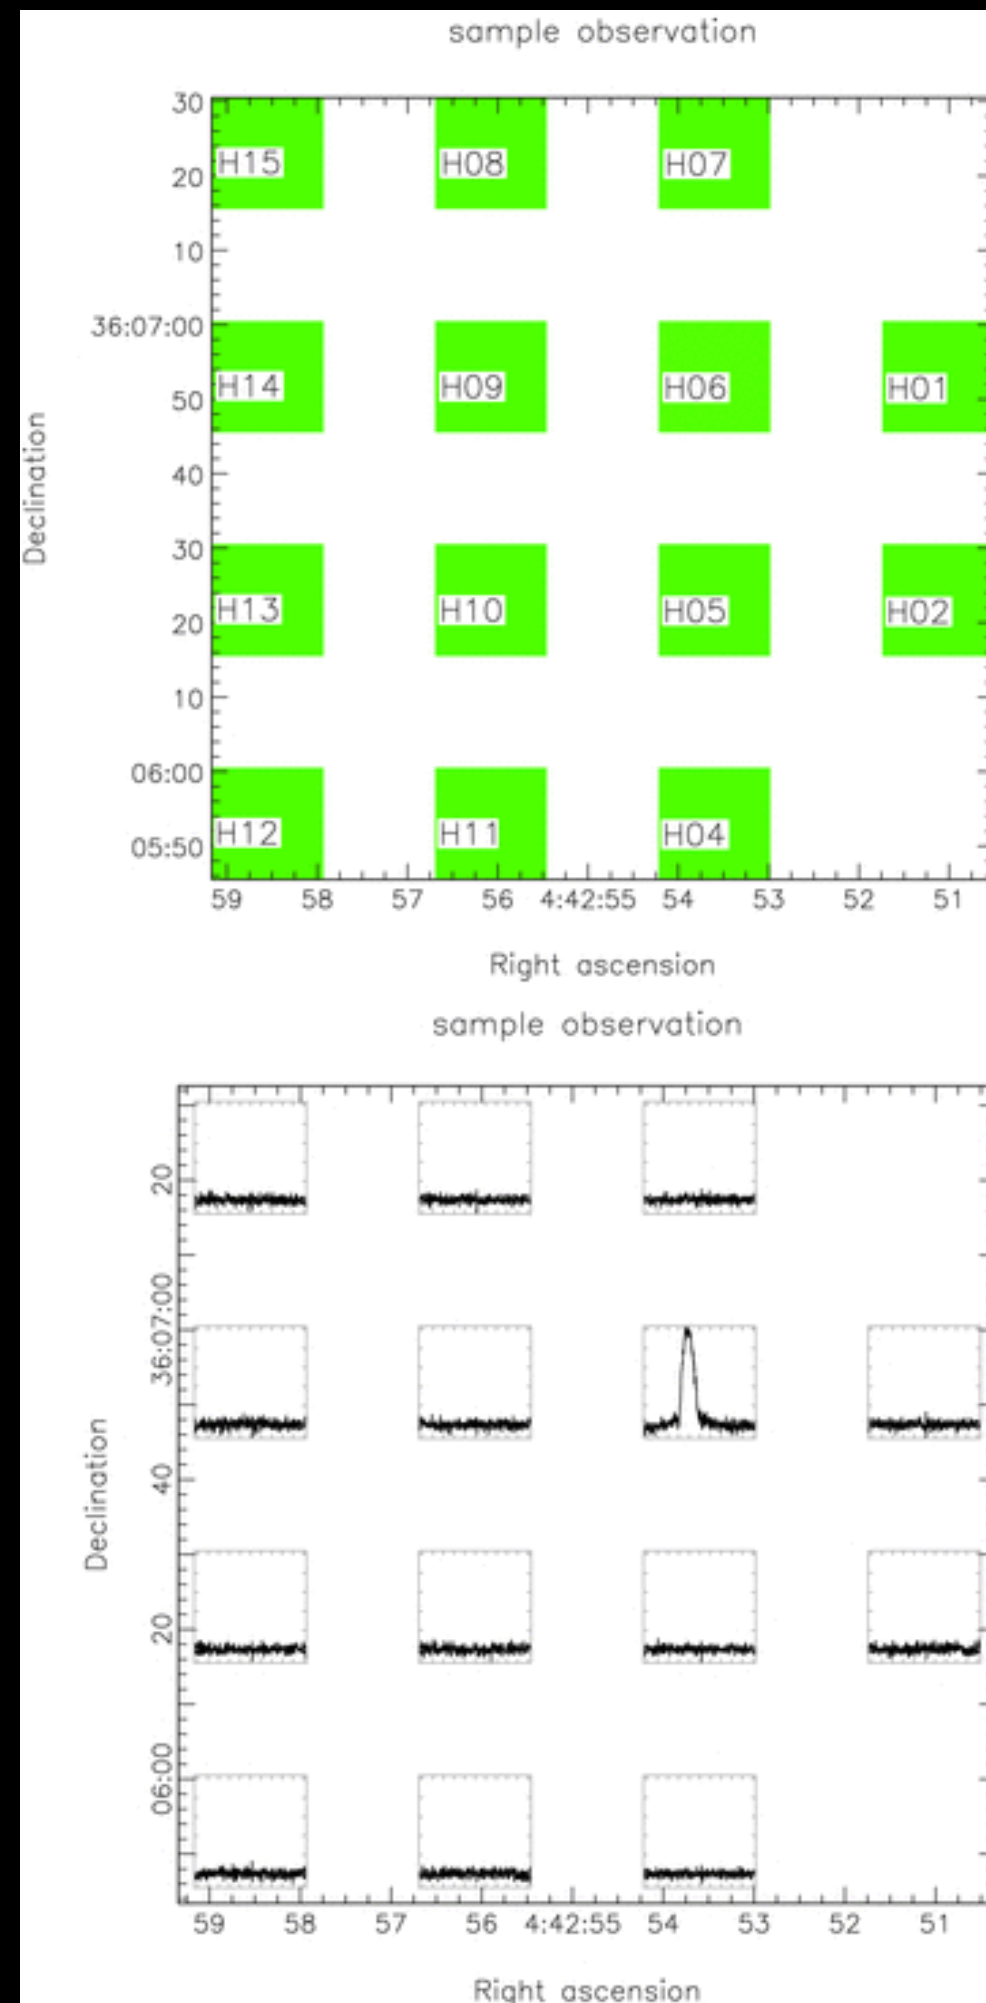 sample observation
30
H15 H08 H07
20
10
36:07:00
H14 H09 H06 H01
50
40
Declination
30
H13 H10 H05 H02
20
10
06:00
H12 H11 H04
05:50
59 58 57 56 4:42:55 54 53 52 51
Right ascension
sample observation
20
36:07:00
40
Declination
20
06:00
59 58 57 56 4:42:55 54 53 52 51
Right ascension